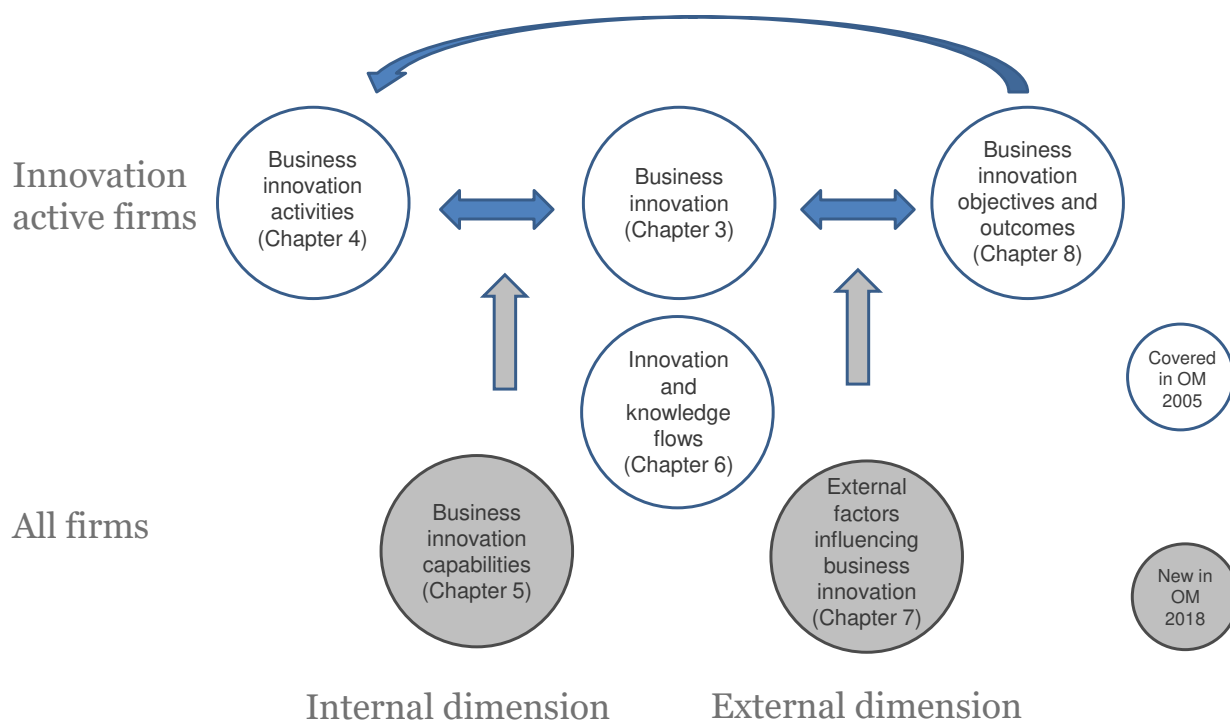 Innovation
active firms
Business
innovation
activities
(Chapter 4)
Business
innovation
(Chapter 3)
Business
innovation
objectives and
outcomes
(Chapter 8)
Innovation
and
knowledge
flows
(Chapter 6)
Covered
in OM
2005
All firms
Business
innovation
capabilities
(Chapter 5)
External
factors
influencing
business
innovation
(Chapter 7)
New in
OM
2018
Internal dimension
External dimension